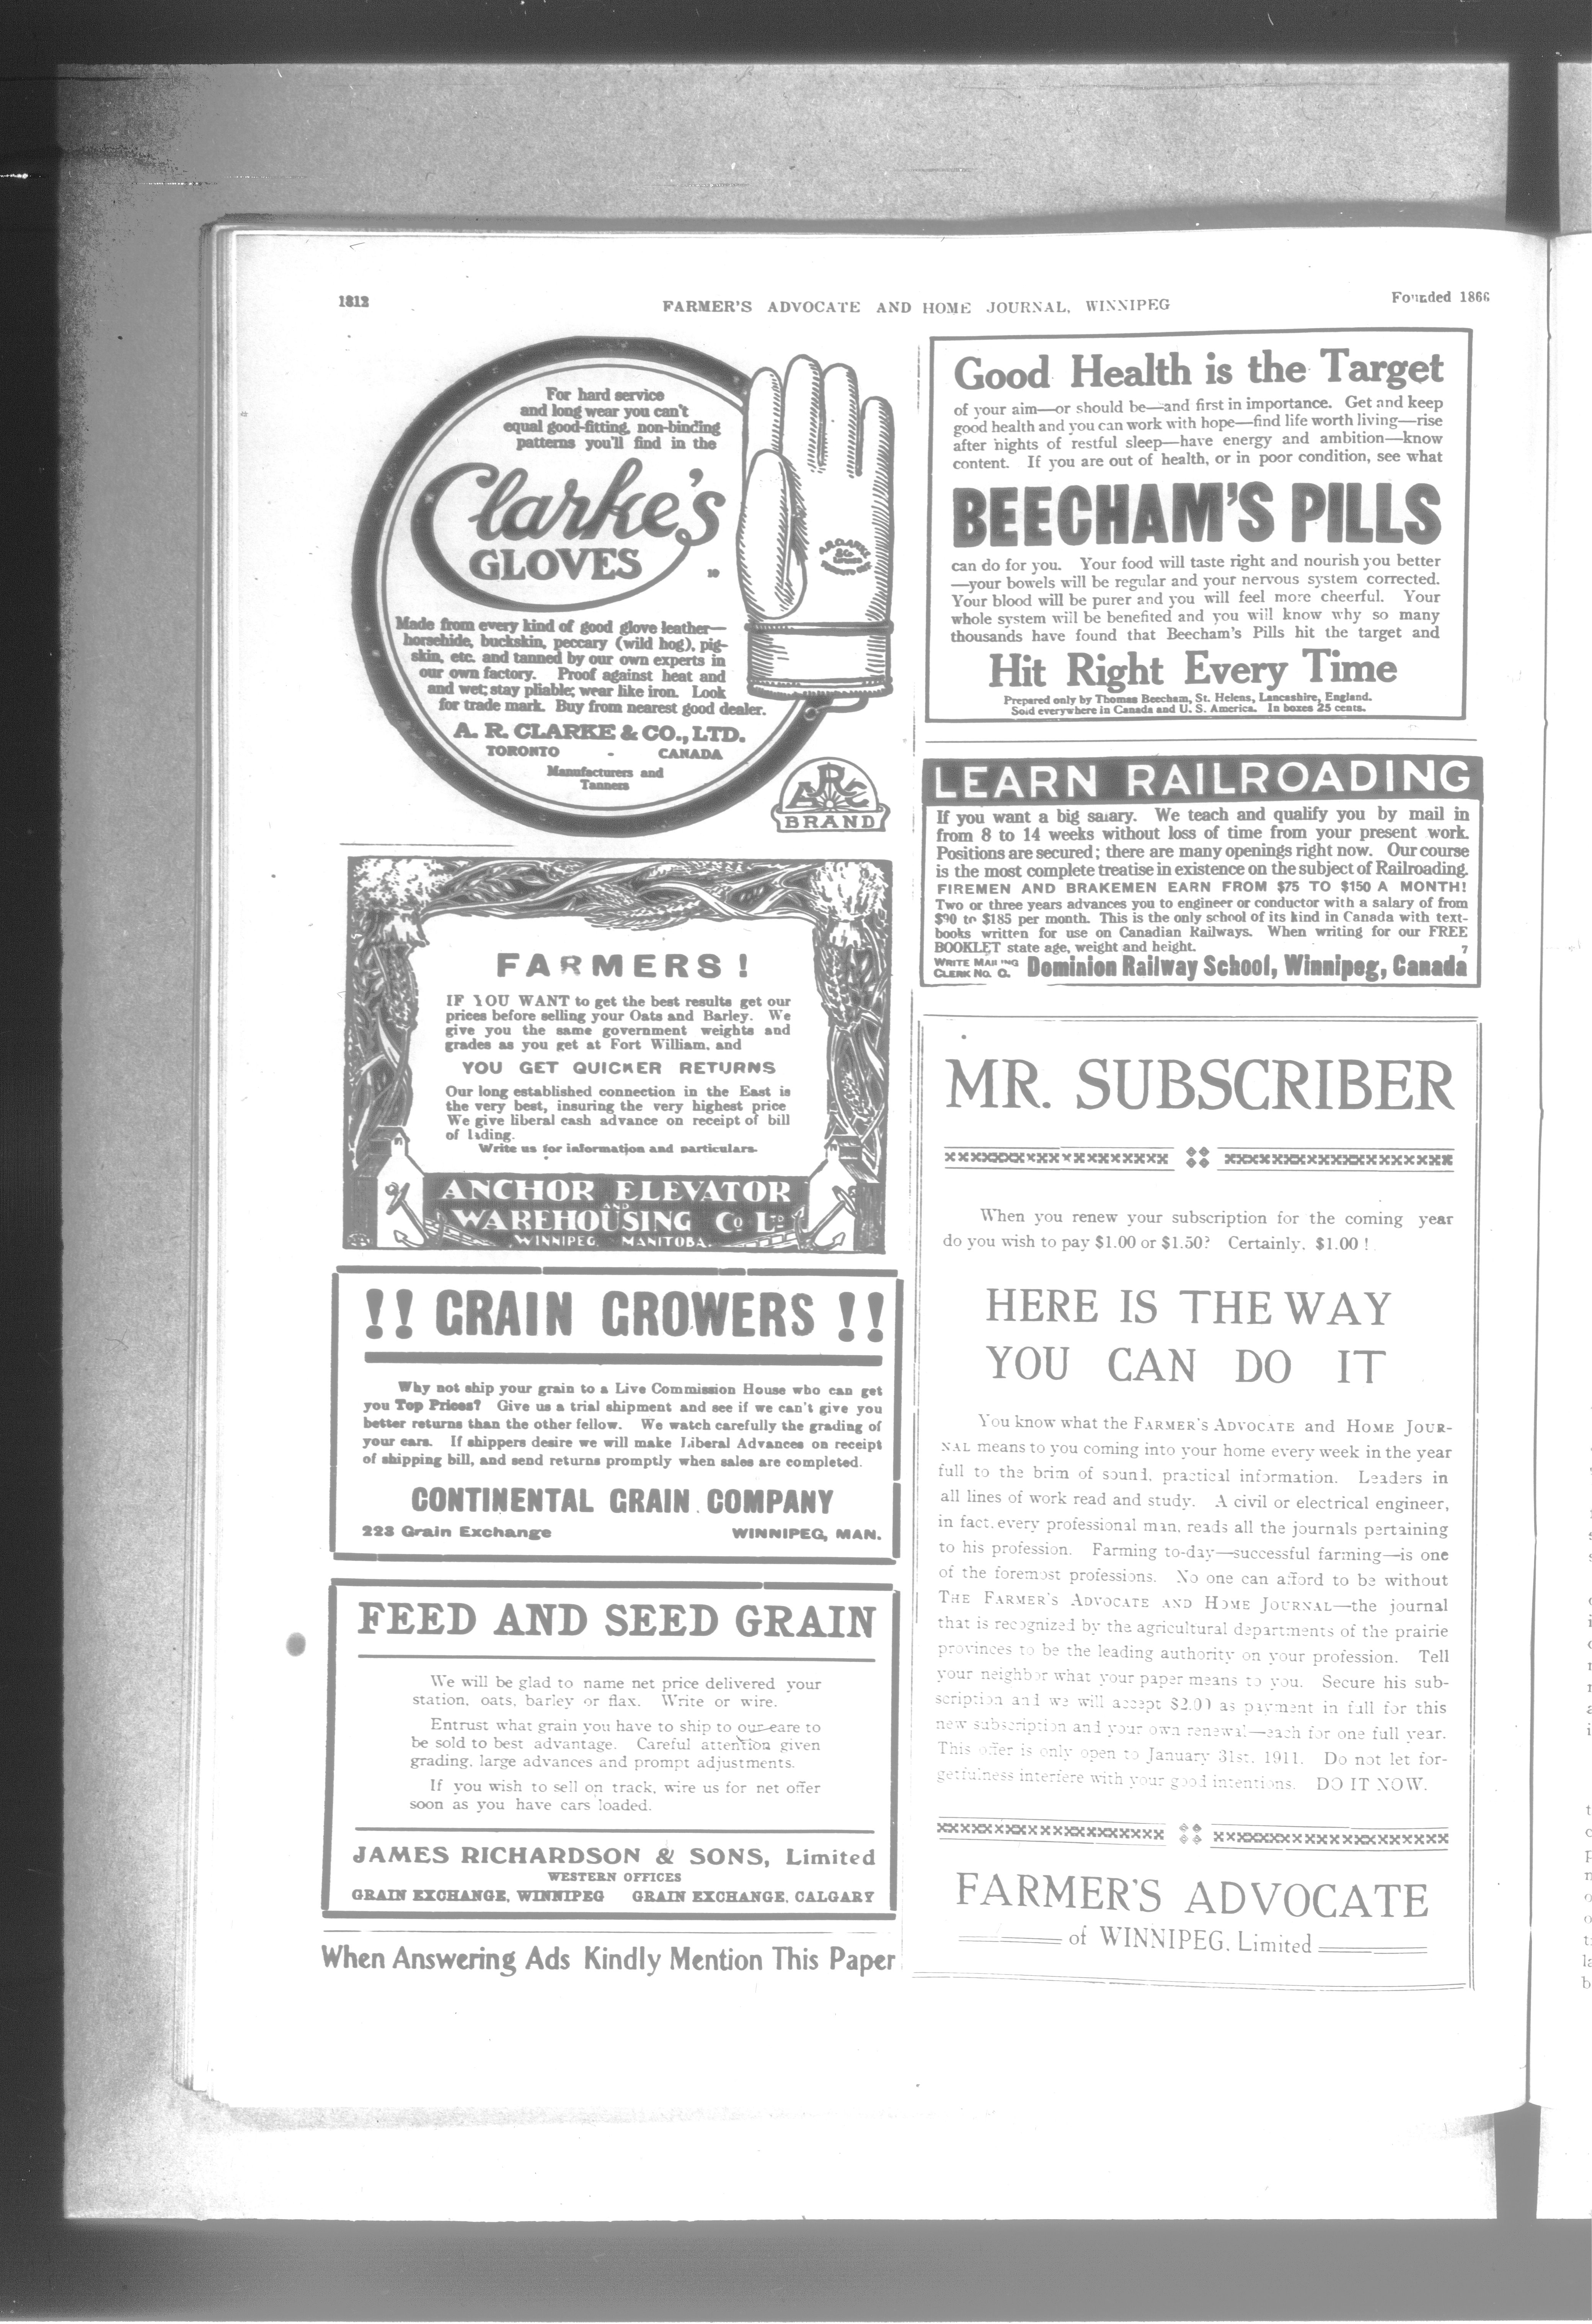 1812
FARMER'S ADVOCATE AND HOME JOURNAL, WINNIPEG
Founded 1866
For hard service
and long wear you can't
equal good-fitting, non-binding
patterns you'll find in the
Clarke's
GLOVES
Made from every kind of good glove leather—
horsehide, buckskin, peccary (wild hog), pig-
skin, etc. and tanned by our own experts in
our own factory. Proof against heat and
and wet; stay pliable; wear like iron. Look
for trade mark. Buy from nearest good dealer.
A. R. CLARKE & CO., LTD.
TORONTO - CANADA
Manufacturers and
Tanners
A.R.CLARKE
& Co
ARC
BRAND
FARMERS!
IF YOU WANT to get the best results get our
prices before selling your Oats and Barley. We
give you the same government weights and
grades as you get at Fort William, and
YOU GET QUICKER RETURNS
Our long established connection in the East is
the very best, insuring the very highest price
We give liberal cash advance on receipt of bill
of lading.
Write us for information and particulars.
ANCHOR ELEVATOR
AND
WAREHOUSING Co LTD
WINNIPEG MANITOBA
!! GRAIN GROWERS !!
Why not ship your grain to a Live Commission House who can get
you Top Prices? Give us a trial shipment and see if we can't give you
better returns than the other fellow. We watch carefully the grading of
your cars. If shippers desire we will make Liberal Advances on receipt
of shipping bill, and send returns promptly when sales are completed.
CONTINENTAL GRAIN COMPANY
223 Grain Exchange WINNIPEG, MAN.
FEED AND SEED GRAIN
We will be glad to name net price delivered your
station, oats, barley or flax. Write or wire.
Entrust what grain you have to ship to our care to
be sold to best advantage. Careful attention given
grading, large advances and prompt adjustments.
If you wish to sell on track, wire us for net offer
soon as you have cars loaded.
JAMES RICHARDSON & SONS, Limited
WESTERN OFFICES
GRAIN EXCHANGE, WINNIPEG GRAIN EXCHANGE, CALGARY
When Answering Ads Kindly Mention This Paper
Good Health is the Target
of your aim—or should be—and first in importance. Get and keep
good health and you can work with hope—find life worth living—rise
after nights of restful sleep—have energy and ambition—know
content. If you are out of health, or in poor condition, see what
BEECHAM'S PILLS
can do for you. Your food will taste right and nourish you better
—your bowels will be regular and your nervous system corrected.
Your blood will be purer and you will feel more cheerful. Your
whole system will be benefited and you will know why so many
thousands have found that Beecham's Pills hit the target and
Hit Right Every Time
Prepared only by Thomas Beecham, St. Helens, Lancashire, England.
Sold everywhere in Canada and U. S. America. In boxes 25 cents.
LEARN RAILROADING
If you want a big salary. We teach and qualify you by mail in
from 8 to 14 weeks without loss of time from your present work.
Positions are secured; there are many openings right now. Our course
is the most complete treatise in existence on the subject of Railroading.
FIREMEN AND BRAKEMEN EARN FROM $75 TO $150 A MONTH!
Two or three years advances you to engineer or conductor with a salary of from
$90 to $185 per month. This is the only school of its kind in Canada with text-
books written for use on Canadian Railways. When writing for our FREE
BOOKLET state age, weight and height. 7
WRITE MAILING
CLERK NO. O. Dominion Railway School, Winnipeg, Canada
MR. SUBSCRIBER
When you renew your subscription for the coming year
do you wish to pay $1.00 or $1.50? Certainly, $1.00!
HERE IS THE WAY
YOU CAN DO IT
You know what the FARMER'S ADVOCATE and HOME JOUR-
NAL means to you coming into your home every week in the year
full to the brim of sound, practical information. Leaders in
all lines of work read and study. A civil or electrical engineer,
in fact, every professional man, reads all the journals pertaining
to his profession. Farming to-day—successful farming—is one
of the foremost professions. No one can afford to be without
THE FARMER'S ADVOCATE AND HOME JOURNAL—the journal
that is recognized by the agricultural departments of the prairie
provinces to be the leading authority on your profession. Tell
your neighbor what your paper means to you. Secure his sub-
scription and we will accept $2.00 as payment in full for this
new subscription and your own renewal—each for one full year.
This offer is only open to January 31st, 1911. Do not let for-
getfulness interfere with your good intentions. DO IT NOW.
FARMER'S ADVOCATE
of WINNIPEG, Limited